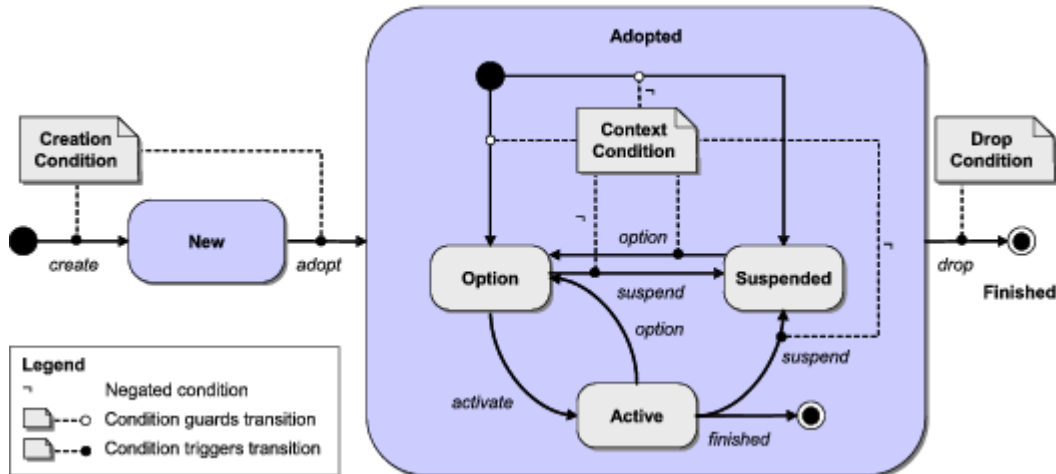 Adopted
¬
Creation
Condition
Context
Condition
Drop
Condition
New
create
adopt
¬
option
¬
Option
Suspended
suspend
drop
Finished
option
suspend
activate
Active
finished
Legend
¬ Negated condition
Condition guards transition
Condition triggers transition